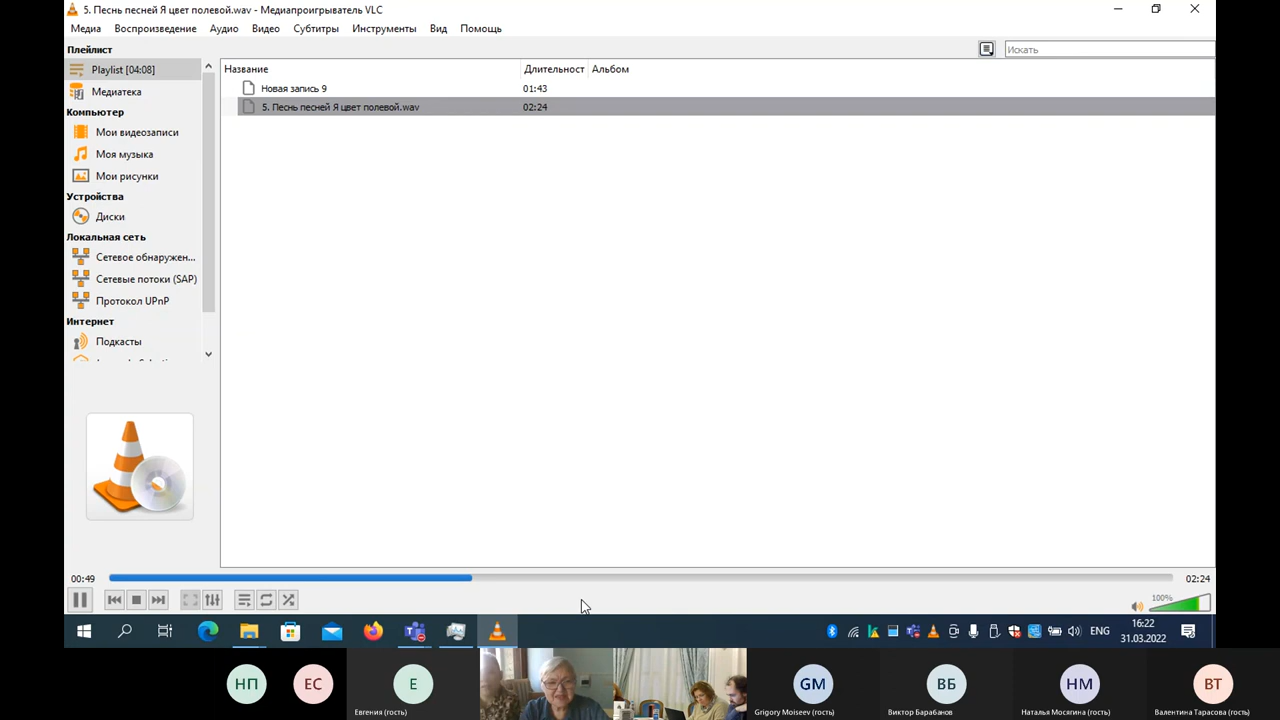 5. Песнь песней Я цвет полевой.wav - Медиапроигрыватель VLC
Медиа Воспроизведение Аудио Видео Субтитры Инструменты Вид Помощь
Плейлист
Искать
Playlist [04:08]
Название Длительност Альбом
Медиатека
Новая запись 9 01:43
5. Песнь песней Я цвет полевой.wav 02:24
Компьютер
Мои видеозаписи
Моя музыка
Мои рисунки
Устройства
Диски
Локальная сеть
Сетевое обнаружен...
Сетевые потоки (SAP)
Протокол UPnP
Интернет
Подкасты
00:49 02:24
100%
ENG
16:22
31.03.2022
НП ЕС Е GM ВБ НМ ВТ
Евгения (гость) Grigory Moiseev (гость) Виктор Барабанов Наталья Мосягина (гость) Валентина Тарасова (гость)